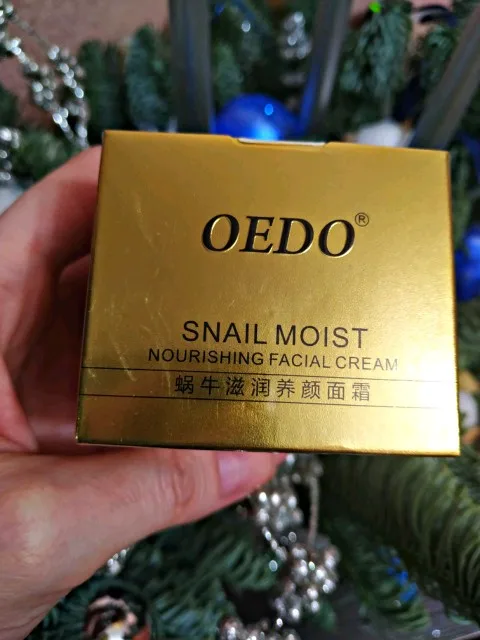 OEDO®
SNAIL MOIST
NOURISHING FACIAL CREAM
蜗牛滋润养颜面霜